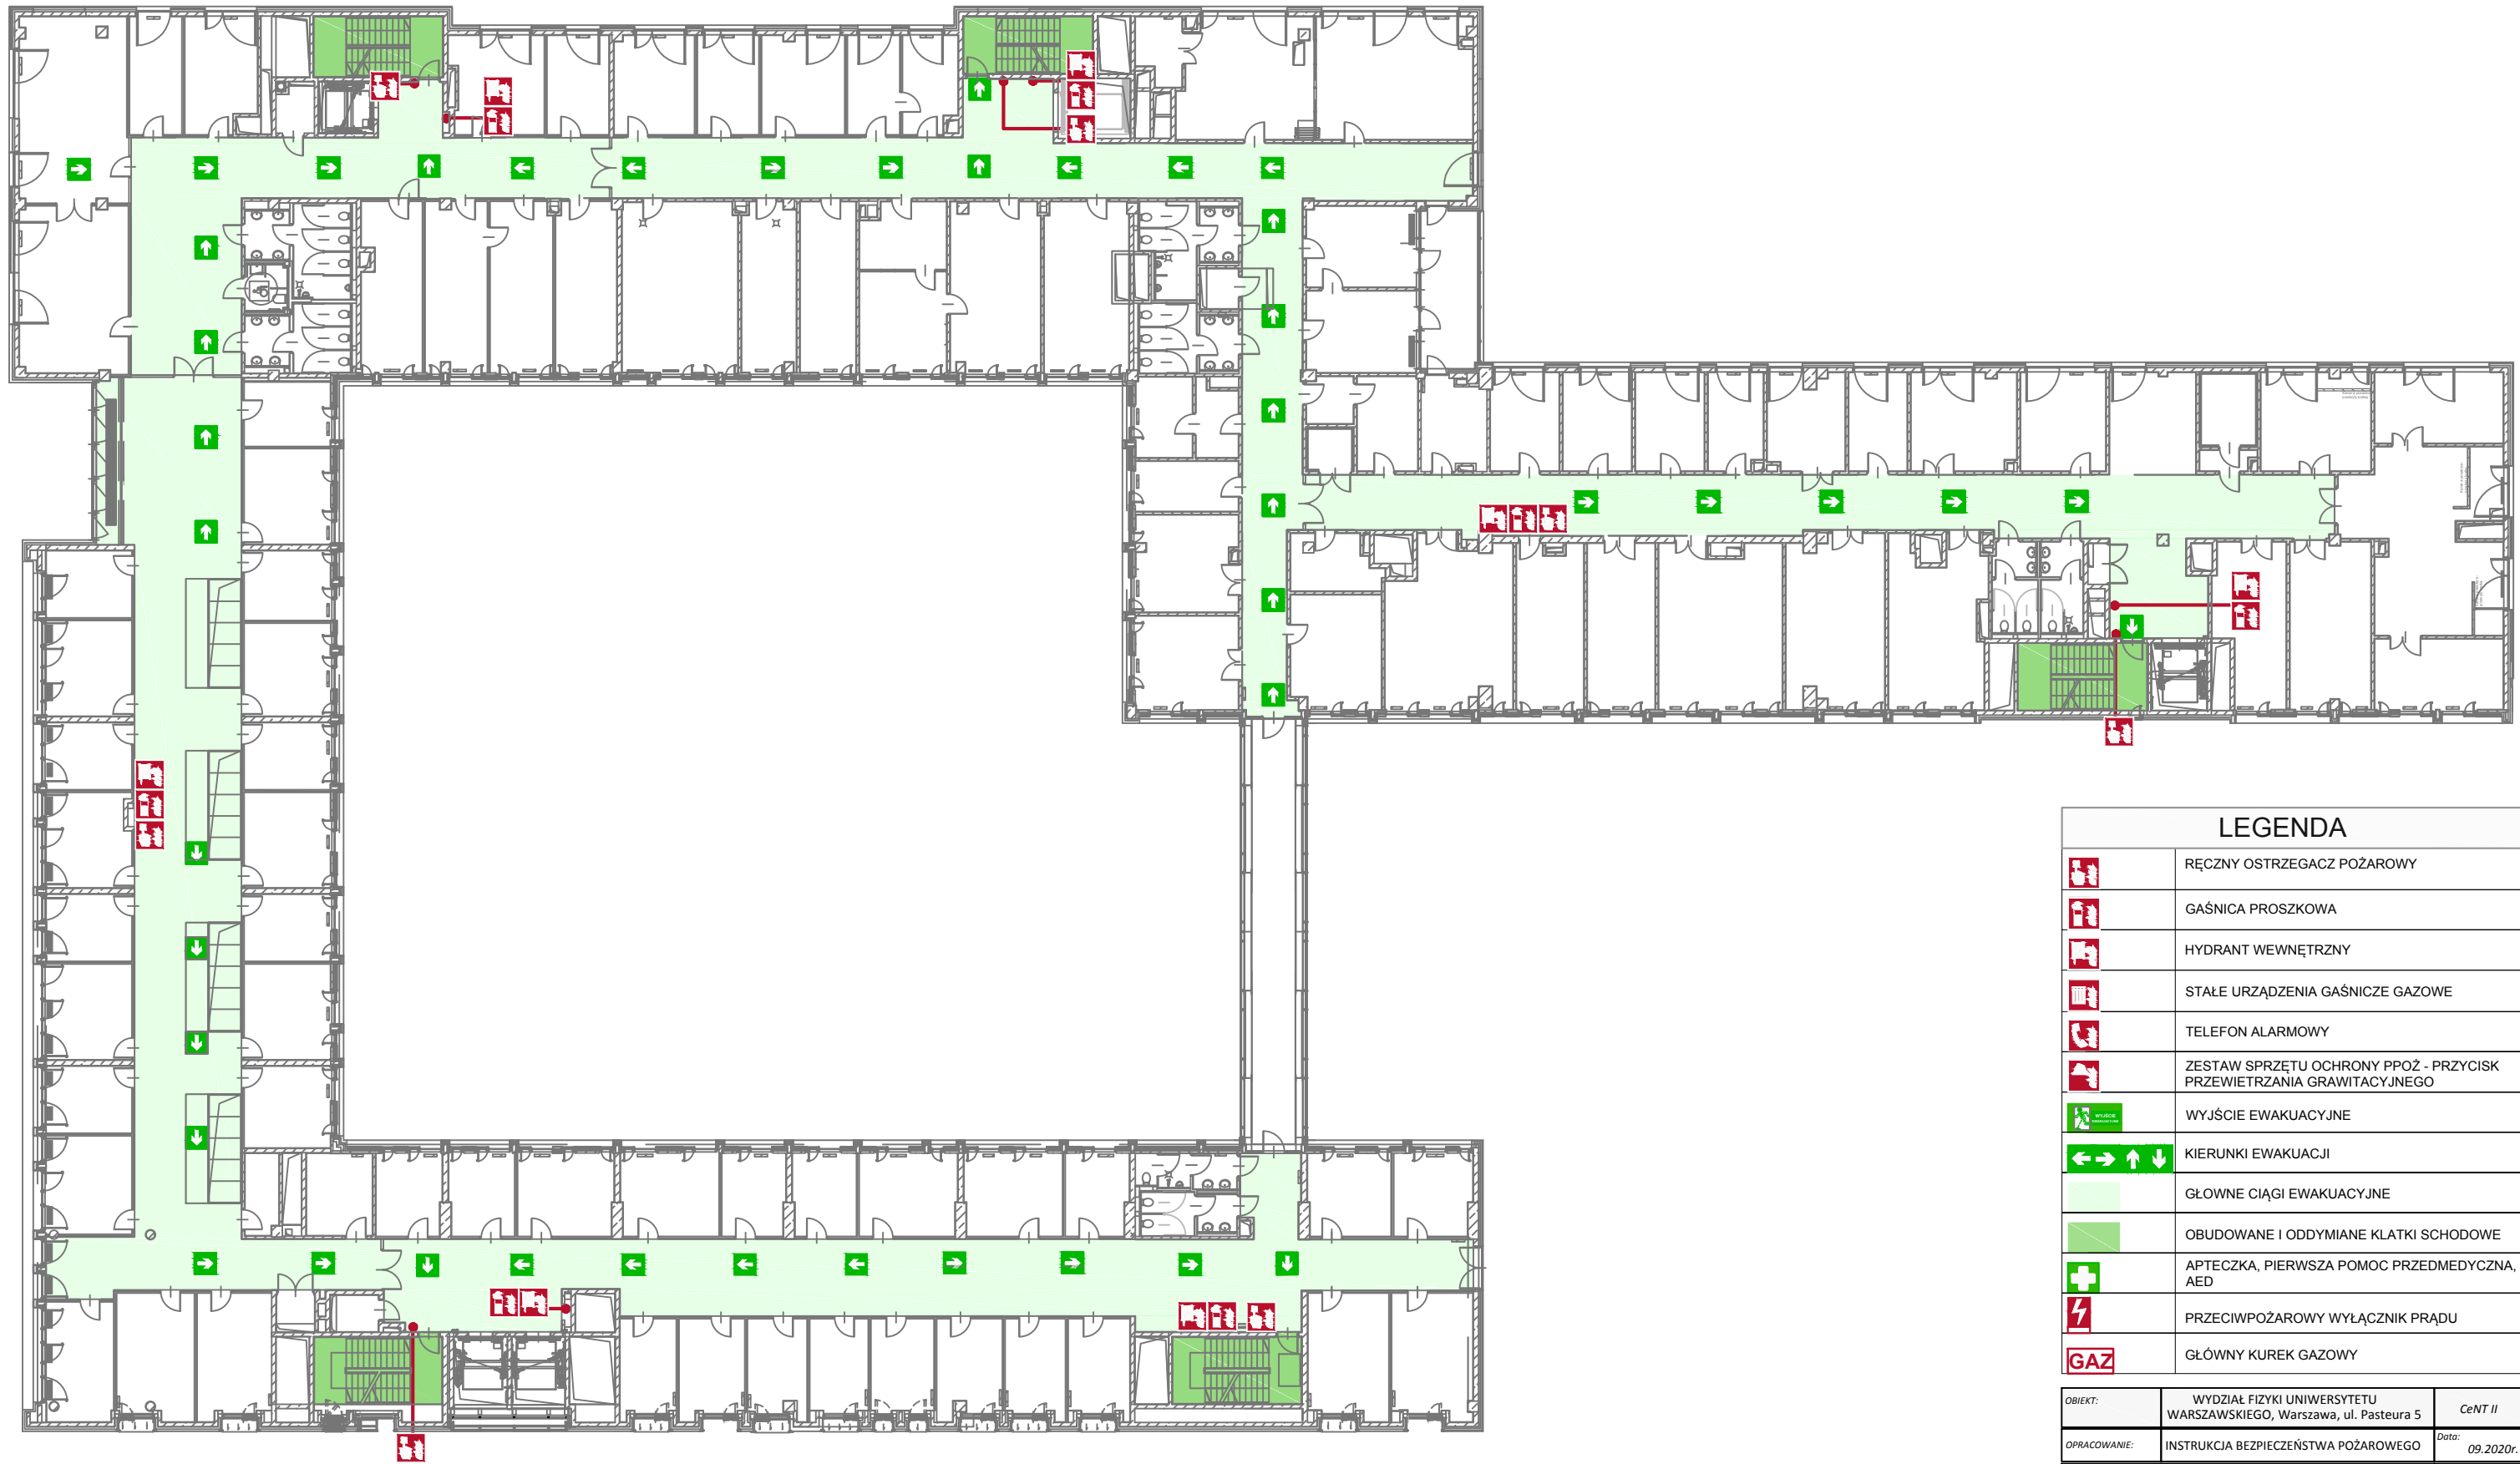 LEGENDA
RĘCZNY OSTRZEGACZ POŻAROWY
GAŚNICA PROSZKOWA
HYDRANT WEWNĘTRZNY
STAŁE URZĄDZENIA GAŚNICZE GAZOWE
TELEFON ALARMOWY
ZESTAW SPRZĘTU OCHRONY PPOŻ - PRZYCISK
PRZEWIETRZANIA GRAWITACYJNEGO
WYJŚCIE EWAKUACYJNE
KIERUNKI EWAKUACJI
GŁOWNE CIĄGI EWAKUACYJNE
OBUDOWANE I ODDYMIANE KLATKI SCHODOWE
APTECZKA, PIERWSZA POMOC PRZEDMEDYCZNA,
AED
PRZECIWPOŻAROWY WYŁĄCZNIK PRĄDU
GAZ GŁÓWNY KUREK GAZOWY
OBIEKT: WYDZIAŁ FIZYKI UNIWERSYTETU
WARSZAWSKIEGO, Warszawa, ul. Pasteura 5
CeNT II
OPRACOWANIE: INSTRUKCJA BEZPIECZEŃSTWA POŻAROWEGO
Data: 09.2020r.